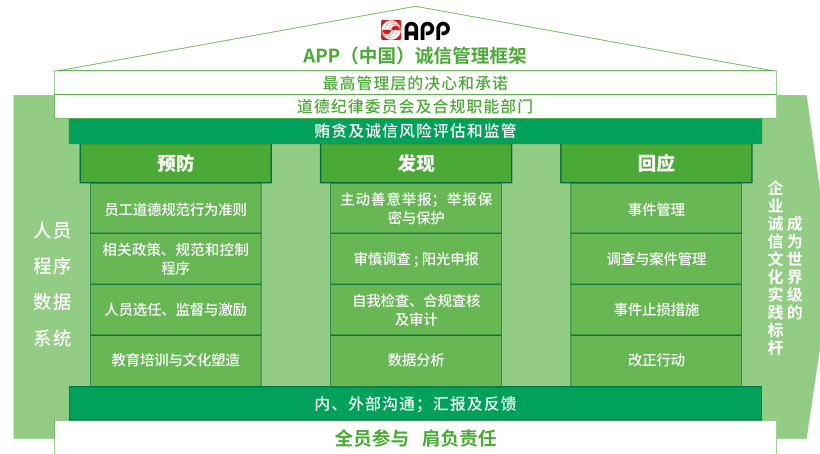 APP
APP（中国）诚信管理框架
最高管理层的决心和承诺
道德纪律委员会及合规职能部门
贿贪及诚信风险评估和监管
预防
发现
回应
人员
程序
数据
系统
员工道德规范行为准则
相关政策、规范和控制
程序
人员选任、监督与激励
教育培训与文化塑造
主动善意举报；举报保
密与保护
审慎调查；阳光申报
自我检查、合规查核
及审计
数据分析
事件管理
调查与案件管理
事件止损措施
改正行动
成为世界级的
企业诚信文化实践标杆
内、外部沟通；汇报及反馈
全员参与 肩负责任